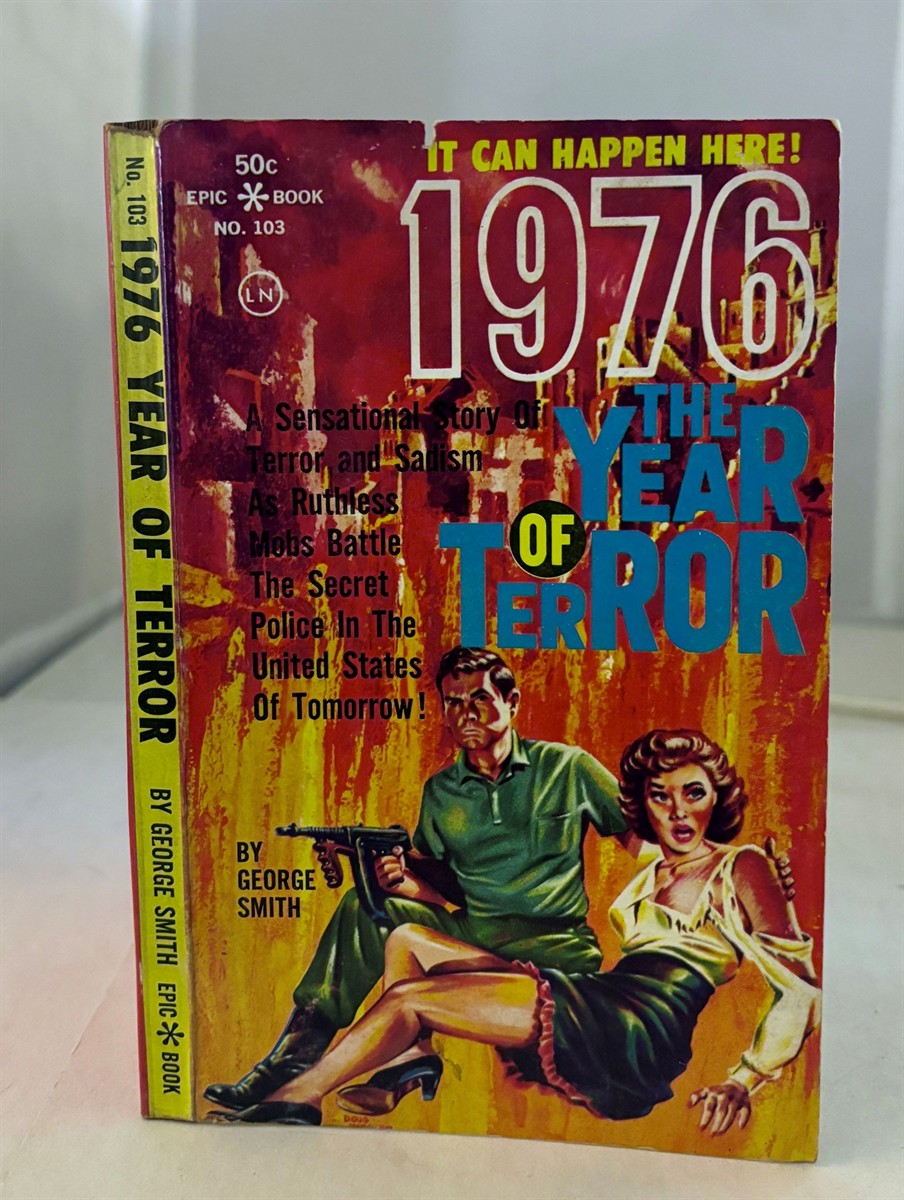 No. 103 1976 YEAR OF TERROR BY GEORGE SMITH EPIC BOOK
50c
EPIC BOOK
NO. 103
LN
IT CAN HAPPEN HERE!
1976
THE
YEAR
OF
TERROR
A Sensational Story Of
Terror and Sadism
As Ruthless
Mobs Battle
The Secret
Police In The
United States
Of Tomorrow!
BY
GEORGE
SMITH
DOUG